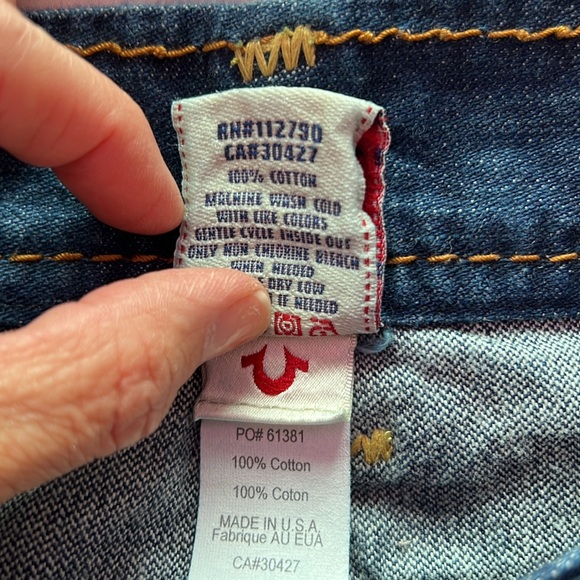 RN#112790
CA#30427
100% COTTON
MACHINE WASH COLD
WITH LIKE COLORS
GENTLE CYCLE INSIDE OUT
ONLY NON CHLORINE BLEACH
WHEN NEEDED
DRY LOW
IF NEEDED
PO# 61381
100% Cotton
100% Coton
MADE IN U.S.A
Fabrique AU EUA
CA#30427